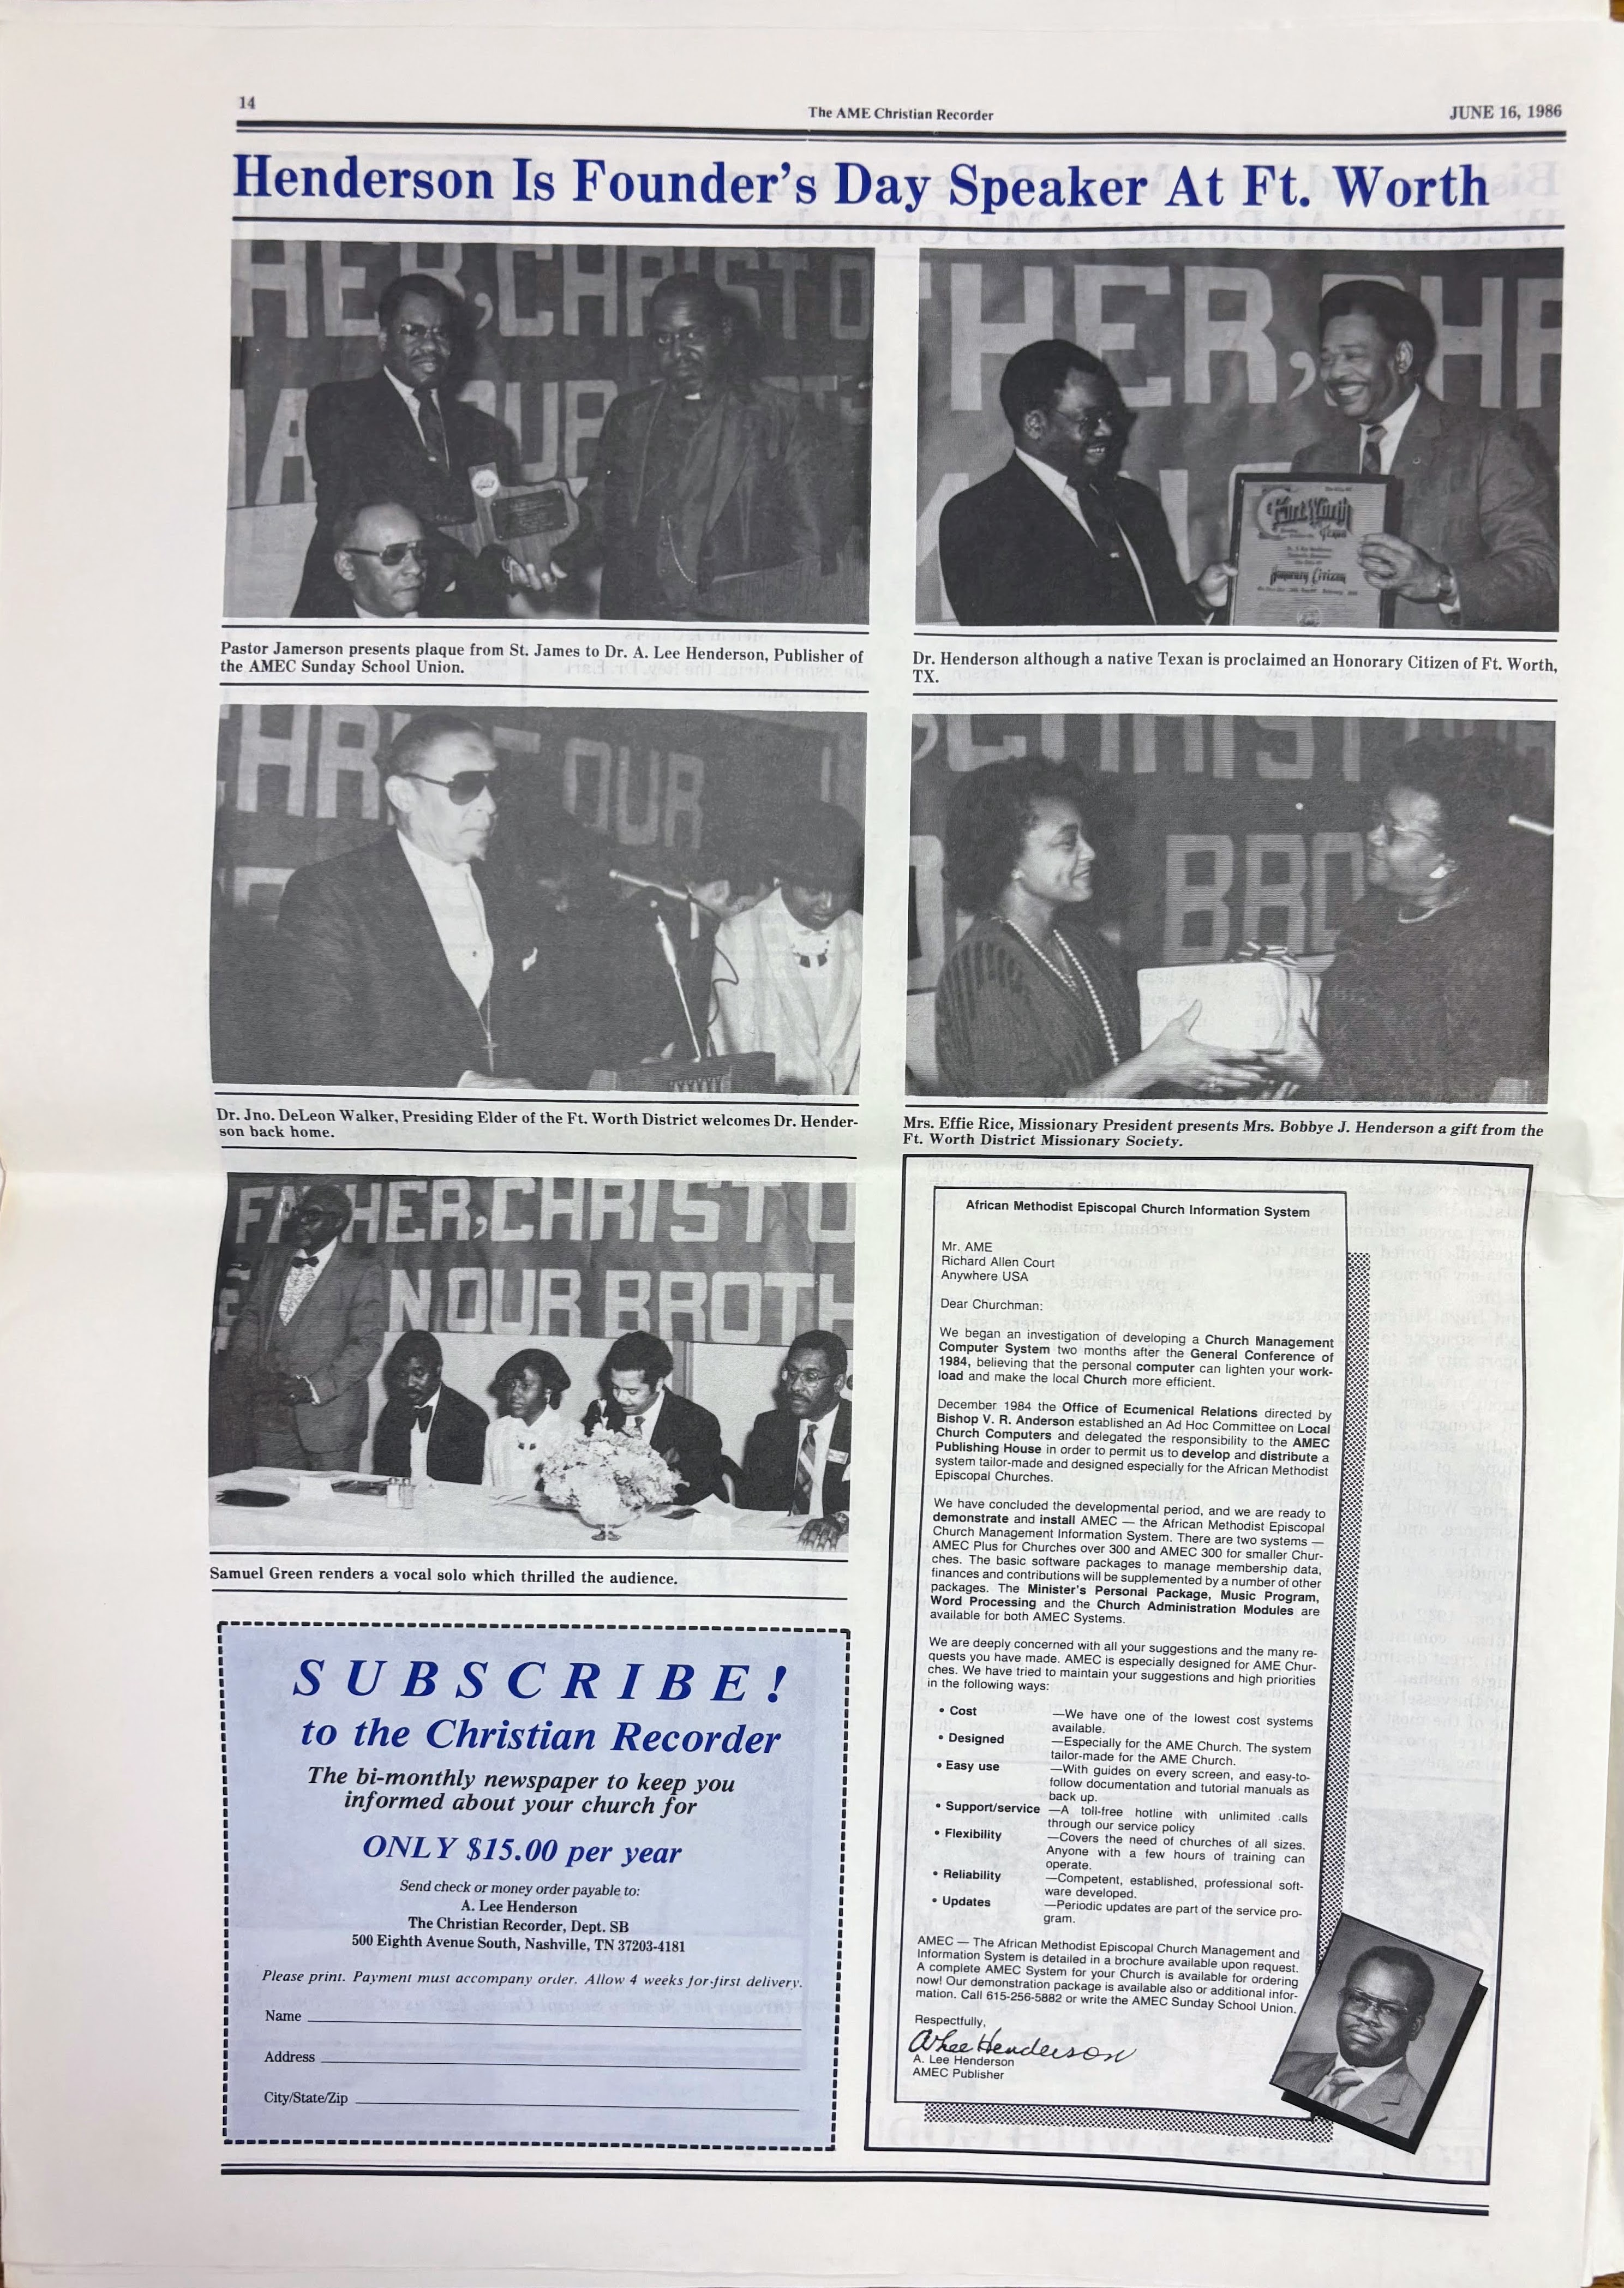 14
The AME Christian Recorder
JUNE 16, 1986
Henderson Is Founder's Day Speaker At Ft. Worth
HER, CHRIST O
OUR
HER, CHR
Fort Worth
Texas
Honorary Citizen
Pastor Jamerson presents plaque from St. James to Dr. A. Lee Henderson, Publisher of
the AMEC Sunday School Union.
Dr. Henderson although a native Texan is proclaimed an Honorary Citizen of Ft. Worth,
TX.
CHRIST OUR
CHRIST
BRO
Dr. Jno. DeLeon Walker, Presiding Elder of the Ft. Worth District welcomes Dr. Hender-
son back home.
Mrs. Effie Rice, Missionary President presents Mrs. Bobbye J. Henderson a gift from the
Ft. Worth District Missionary Society.
FATHER, CHRIST O
N OUR BROTH
Samuel Green renders a vocal solo which thrilled the audience.
SUBSCRIBE!
to the Christian Recorder
The bi-monthly newspaper to keep you
informed about your church for
ONLY $15.00 per year
Send check or money order payable to:
A. Lee Henderson
The Christian Recorder, Dept. SB
500 Eighth Avenue South, Nashville, TN 37203-4181
Please print. Payment must accompany order. Allow 4 weeks for first delivery.
Name
Address
City/State/Zip
African Methodist Episcopal Church Information System
Mr. AME
Richard Allen Court
Anywhere USA
Dear Churchman:
We began an investigation of developing a Church Management
Computer System two months after the General Conference of
1984, believing that the personal computer can lighten your work-
load and make the local Church more efficient.
December 1984 the Office of Ecumenical Relations directed by
Bishop V. R. Anderson established an Ad Hoc Committee on Local
Church Computers and delegated the responsibility to the AMEC
Publishing House in order to permit us to develop and distribute a
system tailor-made and designed especially for the African Methodist
Episcopal Churches.
We have concluded the developmental period, and we are ready to
demonstrate and install AMEC — the African Methodist Episcopal
Church Management Information System. There are two systems —
AMEC Plus for Churches over 300 and AMEC 300 for smaller Chur-
ches. The basic software packages to manage membership data,
finances and contributions will be supplemented by a number of other
packages. The Minister's Personal Package, Music Program,
Word Processing and the Church Administration Modules are
available for both AMEC Systems.
We are deeply concerned with all your suggestions and the many re-
quests you have made. AMEC is especially designed for AME Chur-
ches. We have tried to maintain your suggestions and high priorities
in the following ways:
• Cost —We have one of the lowest cost systems
available.
• Designed —Especially for the AME Church. The system
tailor-made for the AME Church.
• Easy use —With guides on every screen, and easy-to-
follow documentation and tutorial manuals as
back up.
• Support/service —A toll-free hotline with unlimited calls
through our service policy
• Flexibility —Covers the need of churches of all sizes.
Anyone with a few hours of training can
operate.
• Reliability —Competent, established, professional soft-
ware developed.
• Updates —Periodic updates are part of the service pro-
gram.
AMEC — The African Methodist Episcopal Church Management and
Information System is detailed in a brochure available upon request.
A complete AMEC System for your Church is available for ordering
now! Our demonstration package is available also or additional infor-
mation. Call 615-256-5882 or write the AMEC Sunday School Union.
Respectfully,
A Lee Henderson
A. Lee Henderson
AMEC Publisher